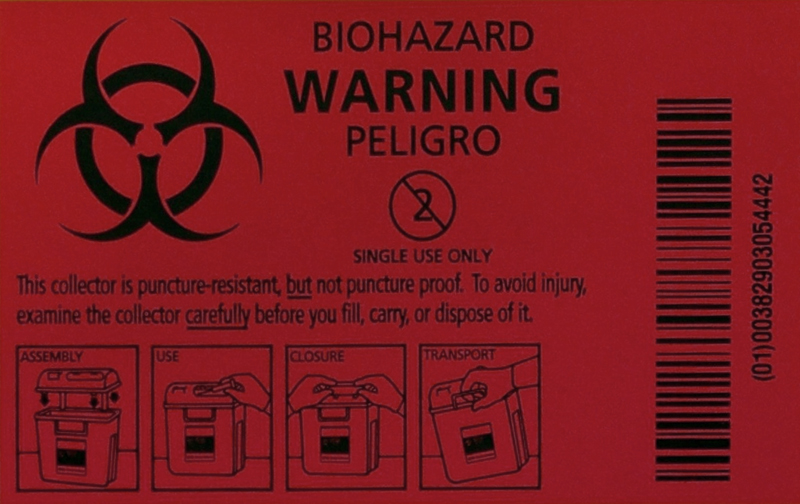 BIOHAZARD
WARNING
PELIGRO
2
SINGLE USE ONLY
This collector is puncture-resistant, but not puncture proof. To avoid injury,
examine the collector carefully before you fill, carry, or dispose of it.
ASSEMBLY
USE
CLOSURE
TRANSPORT
(01)00382903054442